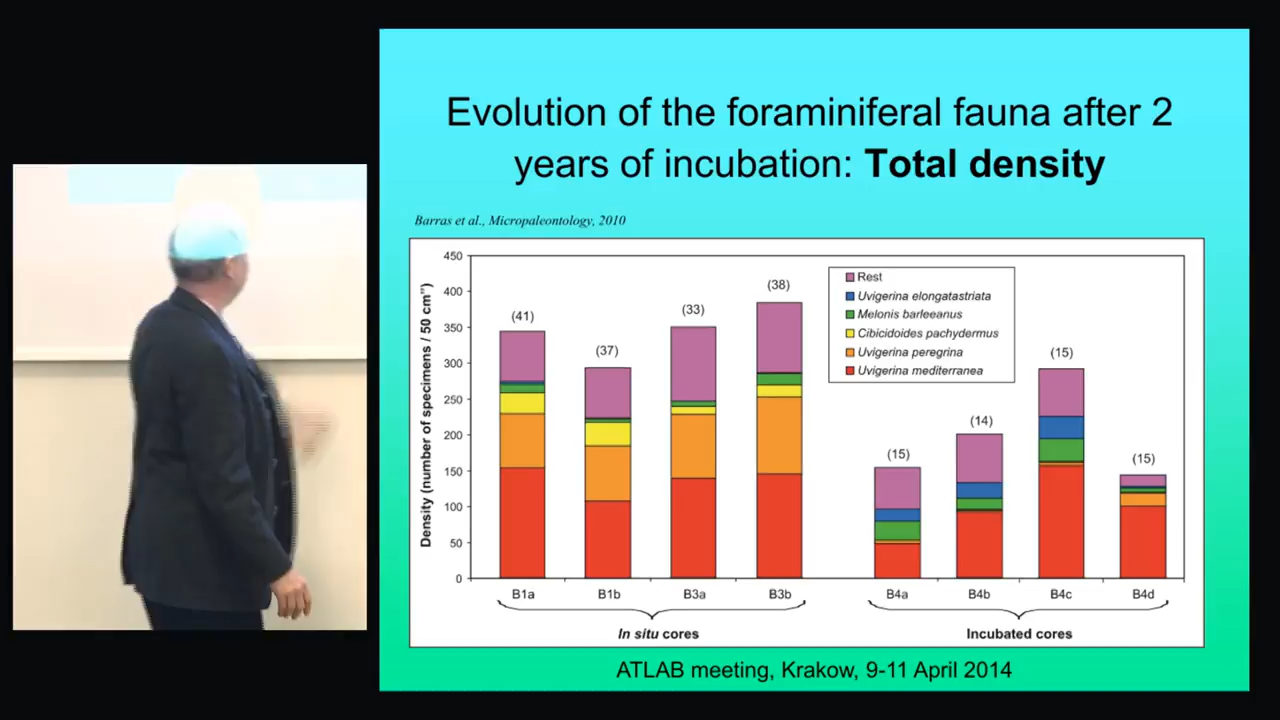 Evolution of the foraminiferal fauna after 2
years of incubation: Total density
Barras et al., Micropaleontology, 2010
Density (number of specimens / 50 cm²)
450
400
350
300
250
200
150
100
50
0
(41)
(37)
(33)
(38)
(15)
(14)
(15)
(15)
Rest
Uvigerina elongatastriata
Melonis barleeanus
Cibicidoides pachydermus
Uvigerina peregrina
Uvigerina mediterranea
B1a B1b B3a B3b B4a B4b B4c B4d
In situ cores Incubated cores
ATLAB meeting, Krakow, 9-11 April 2014